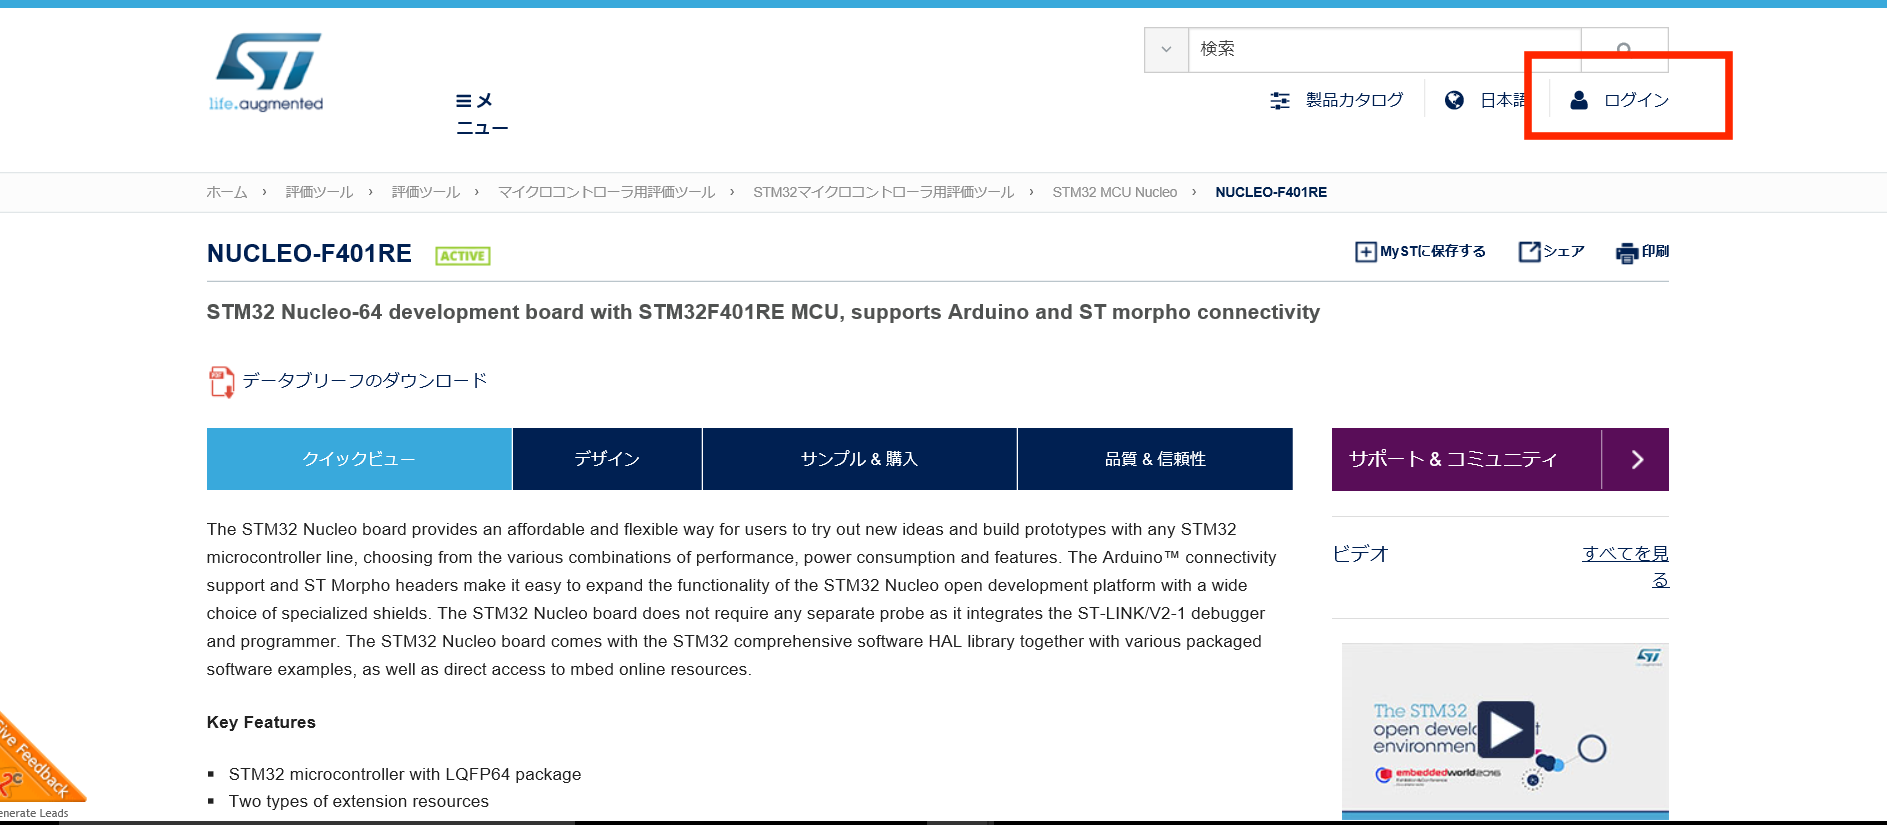 ST
life.augmented
検索
メ
ニュー
製品カタログ
日本語
ログイン
ホーム › 評価ツール › 評価ツール › マイクロコントローラ用評価ツール › STM32マイクロコントローラ用評価ツール › STM32 MCU Nucleo › NUCLEO-F401RE
NUCLEO-F401RE ACTIVE
MySTに保存する シェア 印刷
STM32 Nucleo-64 development board with STM32F401RE MCU, supports Arduino and ST morpho connectivity
PDF データブリーフのダウンロード
クイックビュー デザイン サンプル & 購入 品質 & 信頼性
サポート & コミュニティ
The STM32 Nucleo board provides an affordable and flexible way for users to try out new ideas and build prototypes with any STM32
microcontroller line, choosing from the various combinations of performance, power consumption and features. The Arduino™ connectivity
support and ST Morpho headers make it easy to expand the functionality of the STM32 Nucleo open development platform with a wide
choice of specialized shields. The STM32 Nucleo board does not require any separate probe as it integrates the ST-LINK/V2-1 debugger
and programmer. The STM32 Nucleo board comes with the STM32 comprehensive software HAL library together with various packaged
software examples, as well as direct access to mbed online resources.
Key Features
▪ STM32 microcontroller with LQFP64 package
▪ Two types of extension resources
ビデオ
すべてを見
る
ST
The STM32
open devel
environmen
embeddedworld2016
ive Feedback
enerate Leads